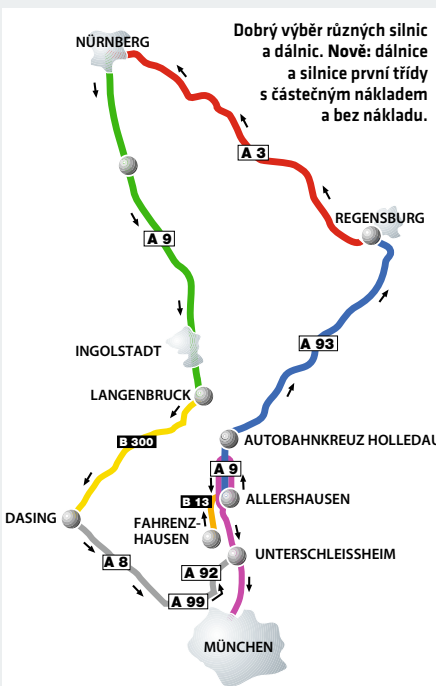 Dobrý výběr různých silnic
a dálnic. Nově: dálnice
a silnice první třídy
s částečným nákladem
a bez nákladu.
NÜRNBERG
A 3
REGENSBURG
A 9
A 93
INGOLSTADT
LANGENBRUCK
B 300
AUTOBAHNKREUZ HOLLEDAU
A 9
B 13
ALLERSHAUSEN
DASING
FAHRENZ-
HAUSEN
UNTERSCHLEISSHEIM
A 8
A 92
A 99
MÜNCHEN